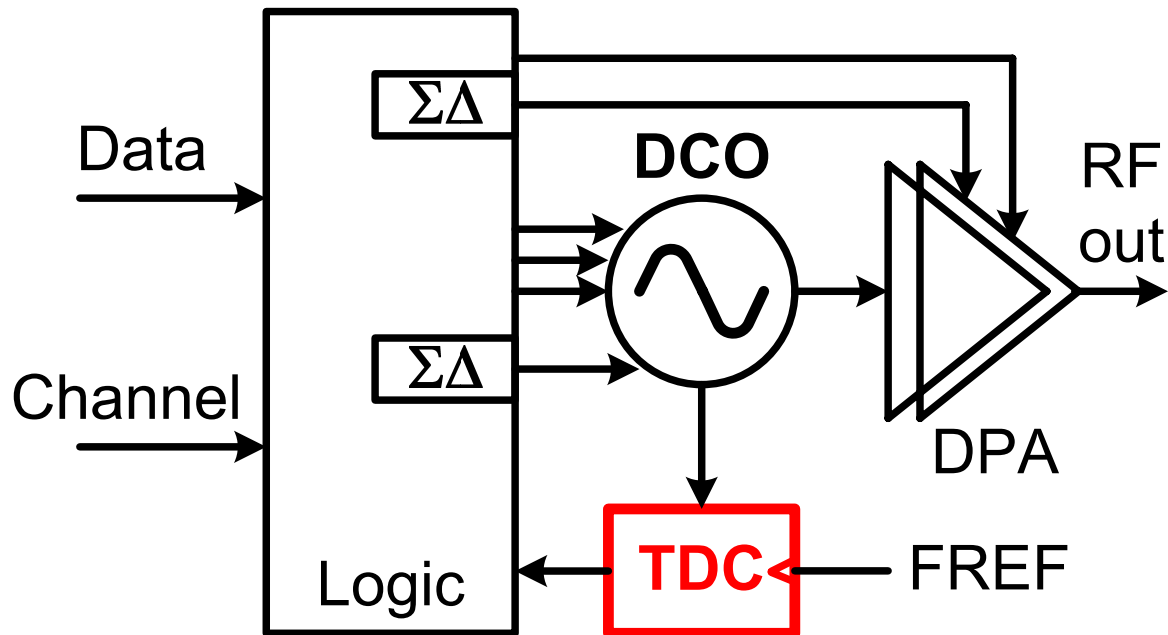 ΣΔ
Data
DCO
RF
out
ΣΔ
Channel
DPA
TDC
FREF
Logic